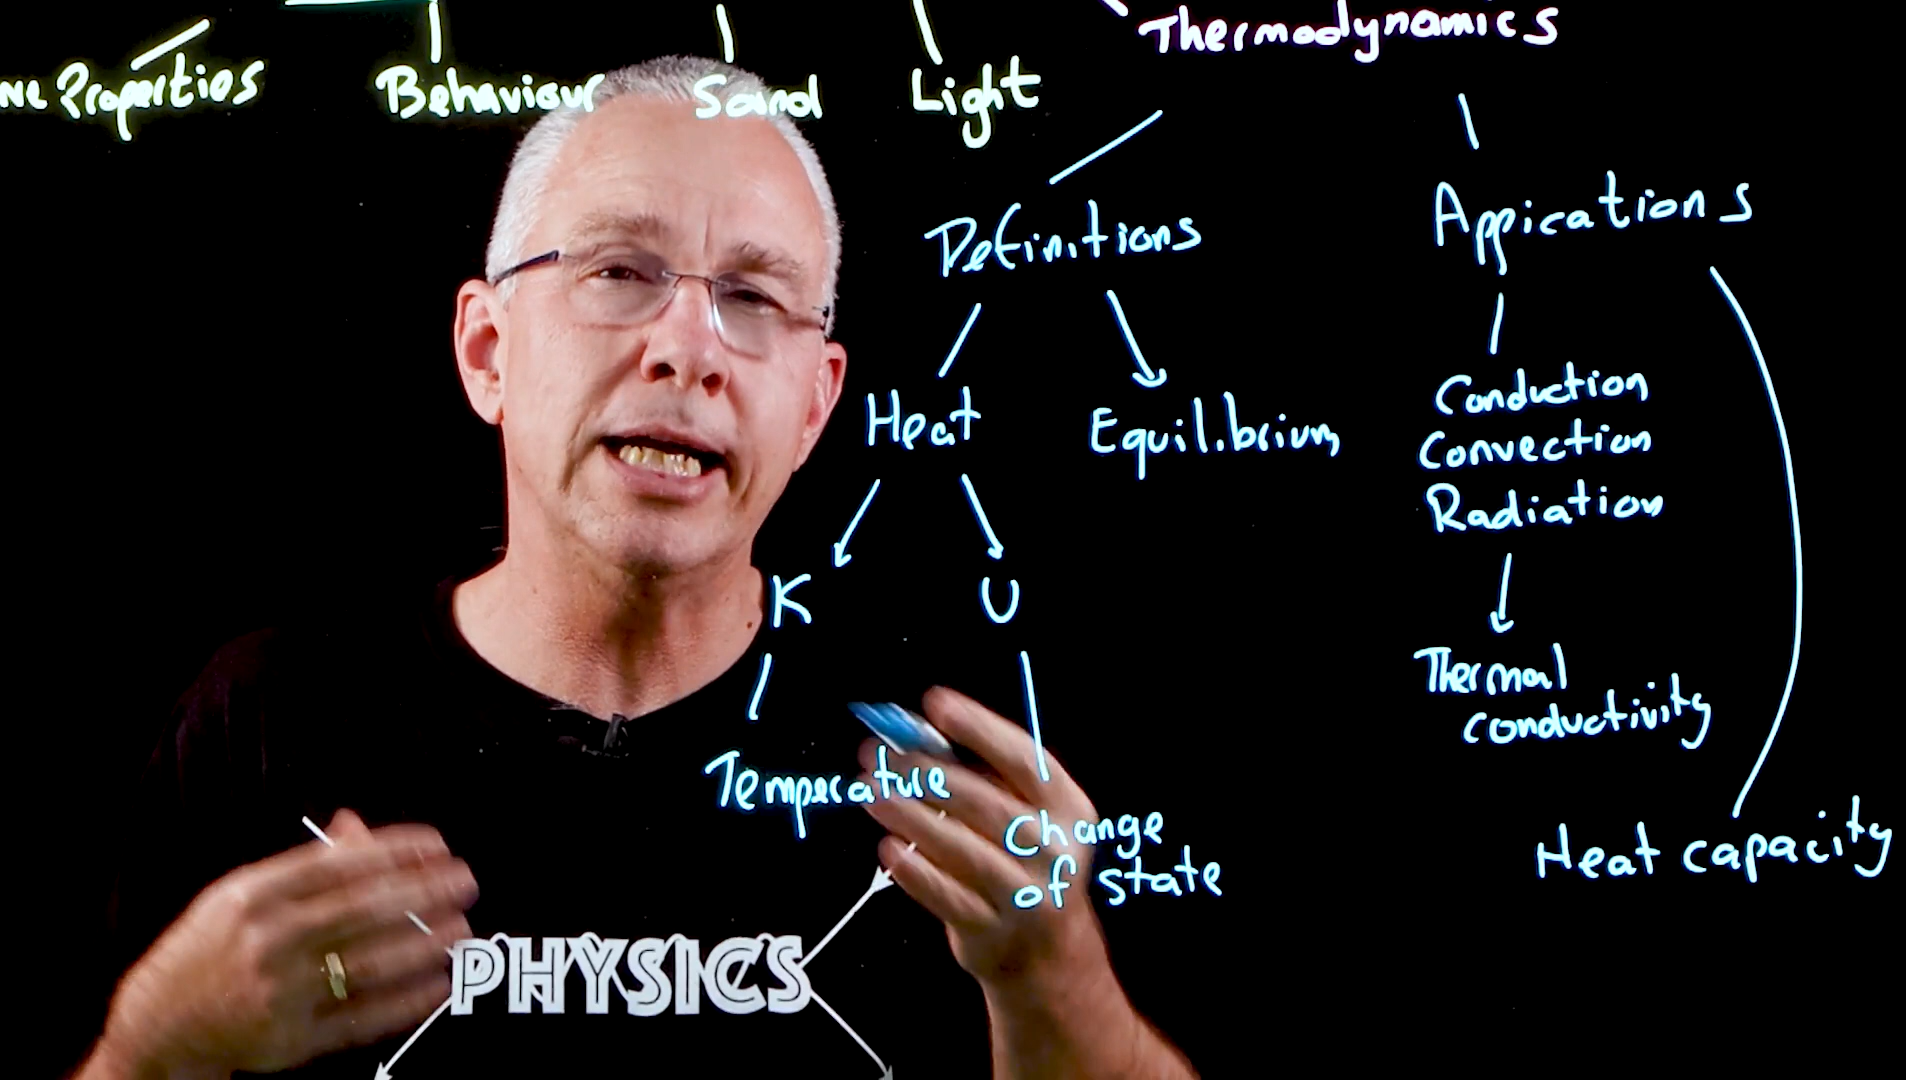 Thermodynamics
Properties
Behaviour
Sound
Light
Definitions
Appications
Heat
Equilibrium
Conduction
Convection
Radiation
K
U
Thermal
conductivity
Temperature
Change
of state
Heat capacity
PHYSICS